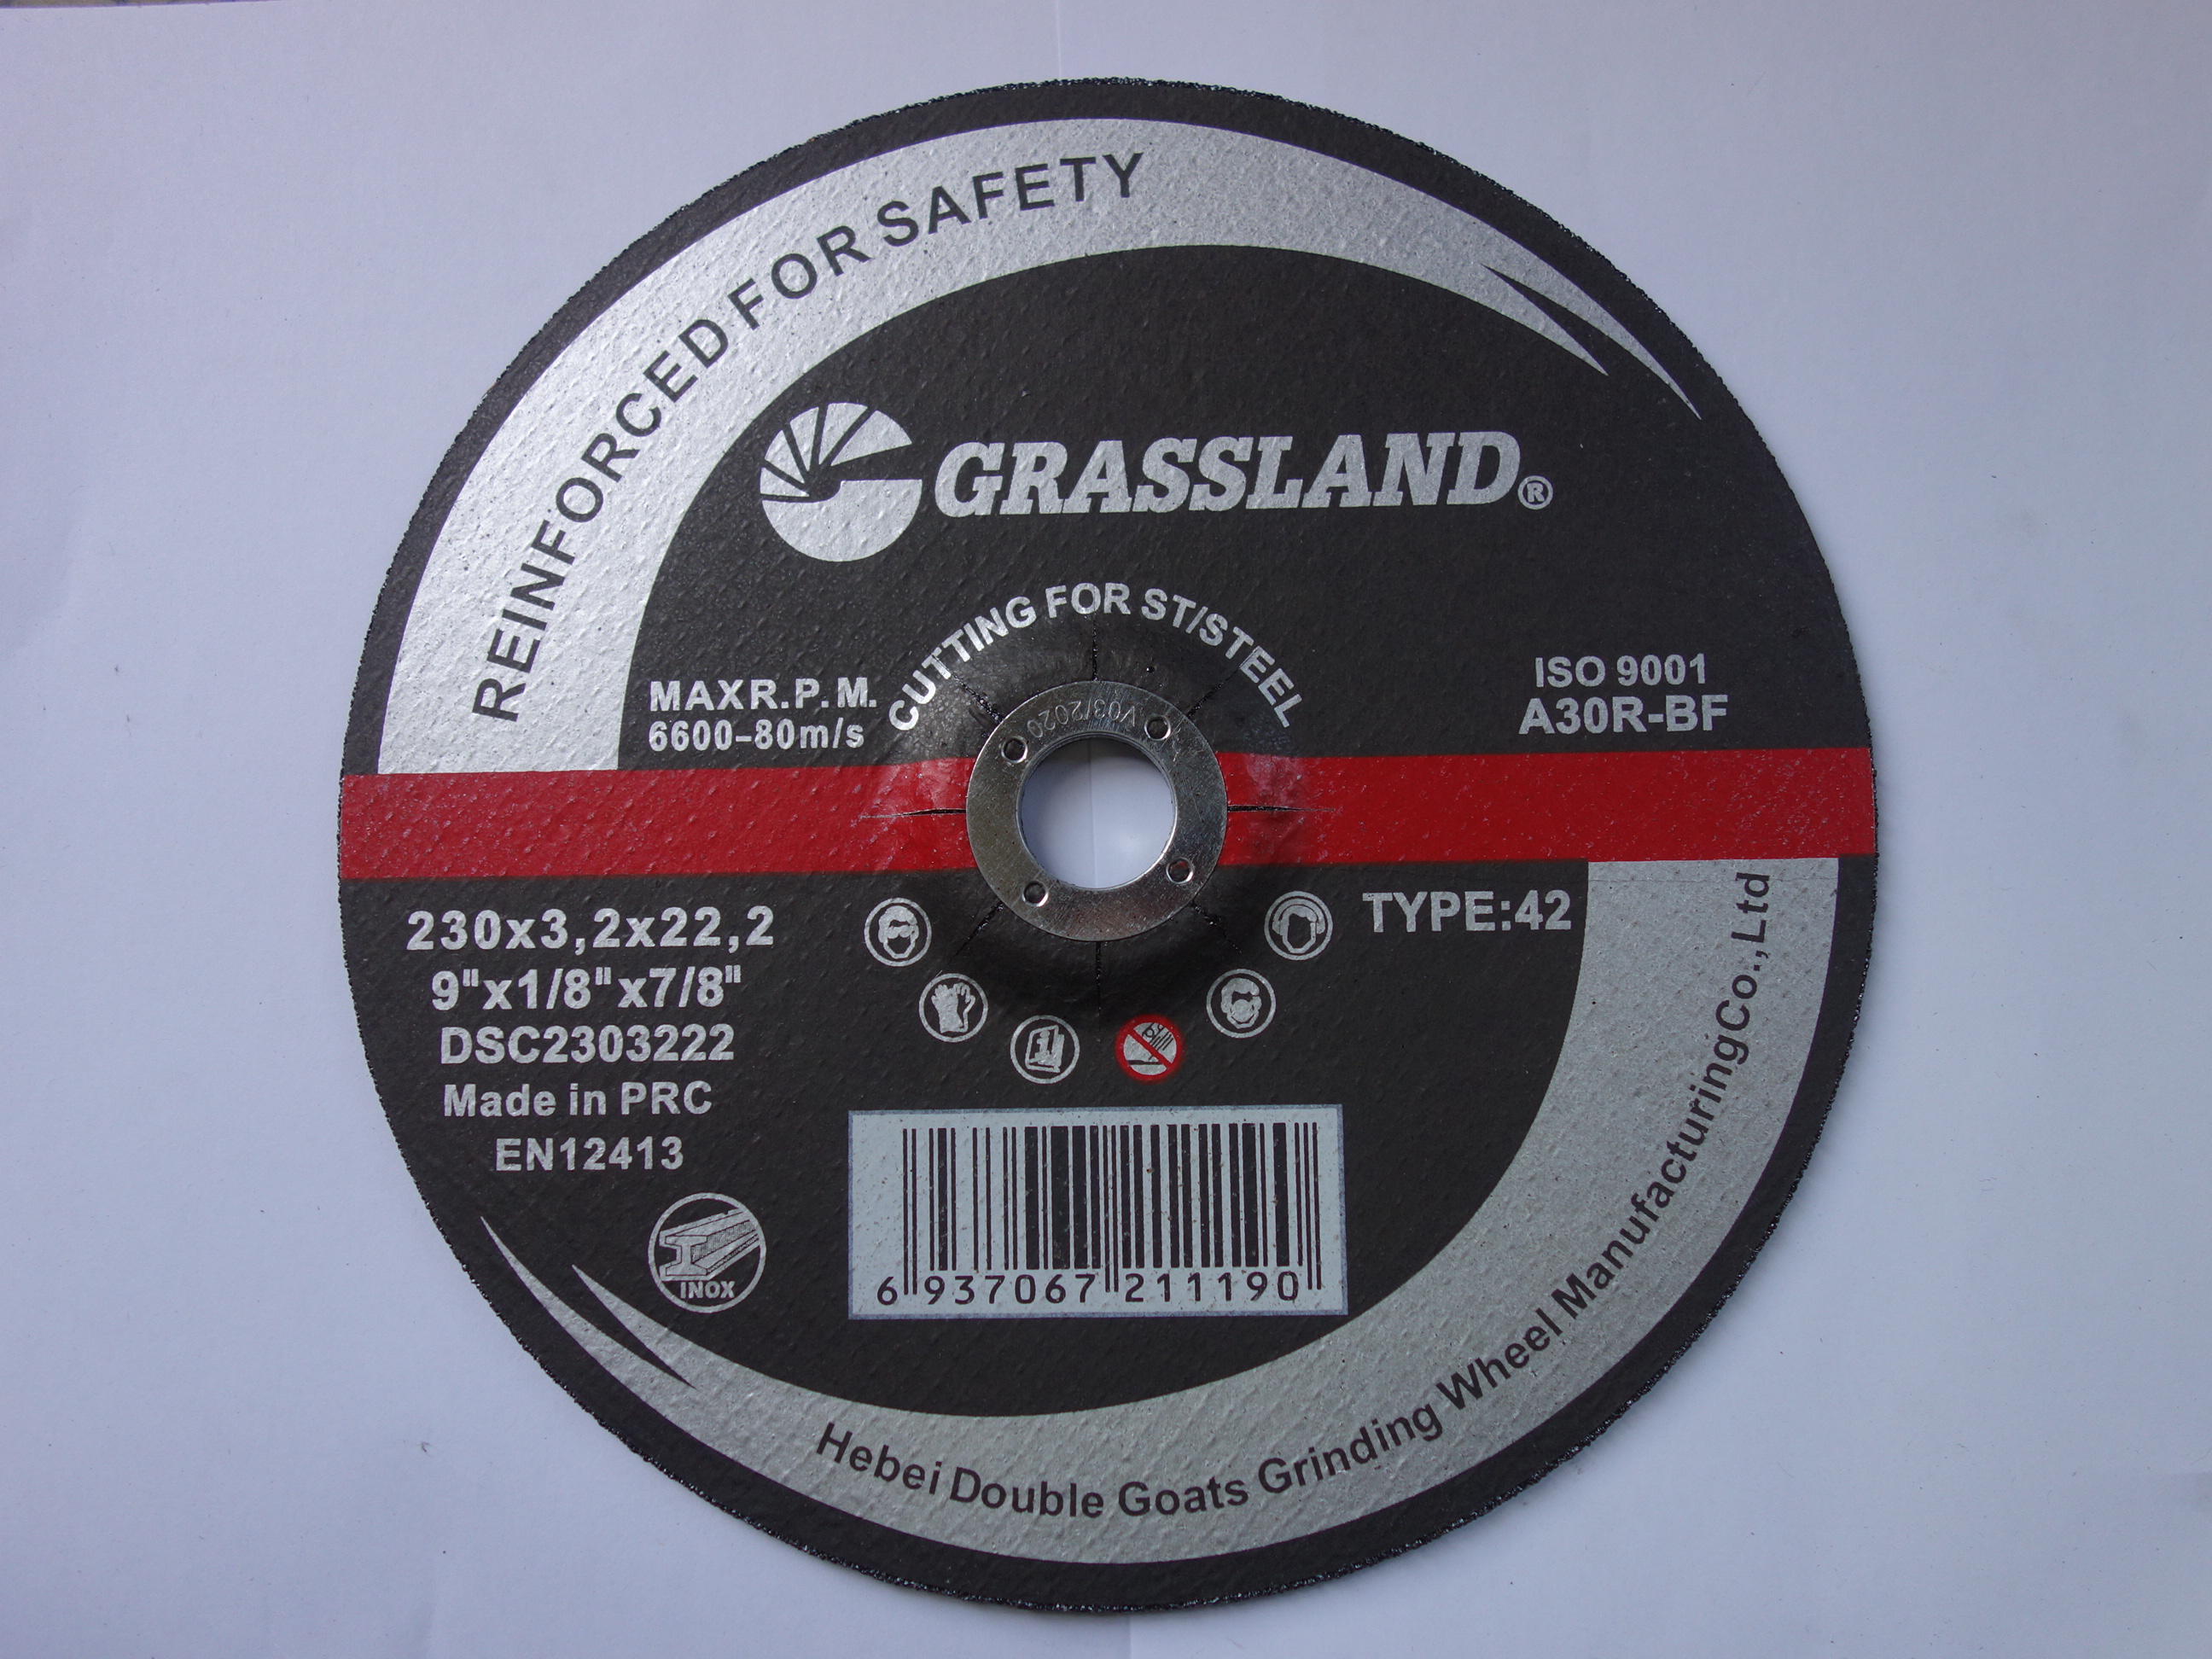 REINFORCED FOR SAFETY
GRASSLAND®
CUTTING FOR ST/STEEL
MAXR.P.M.
6600-80m/s
ISO 9001
A30R-BF
V03/2020
230x3,2x22,2
9"x1/8"x7/8"
DSC2303222
Made in PRC
EN12413
TYPE:42
INOX
6 937067 211190
Hebei Double Goats Grinding Wheel ManufacturingCo.,Ltd